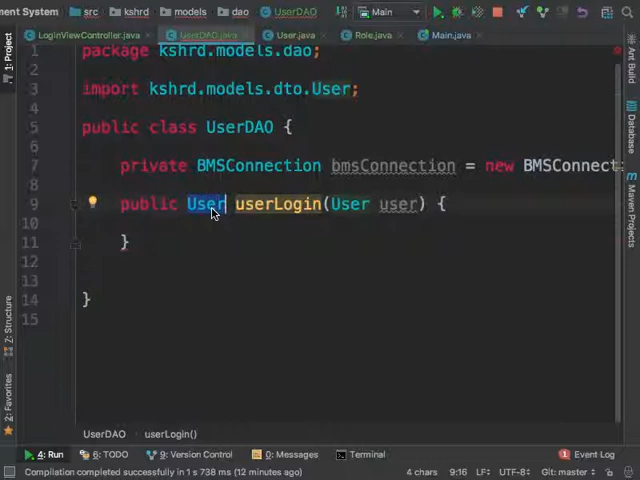 ment System src kshrd models dao UserDAO Main
LoginViewController.java UserDAO.java User.java Role.java Main.java
1: Project
Ant Build
Database
Maven Projects
7: Structure
2: Favorites
1 package kshrd.models.dao;
2
3 import kshrd.models.dto.User;
4
5 public class UserDAO {
6
7 private BMSConnection bmsConnection = new BMSConnect
8
9 public User userLogin(User user) {
10
11 }
12
13
14 }
15
UserDAO userLogin()
4: Run 6: TODO 9: Version Control 0: Messages Terminal 1 Event Log
Compilation completed successfully in 1 s 738 ms (12 minutes ago) 4 chars 9:16 LF÷ UTF-8÷ Git: master÷